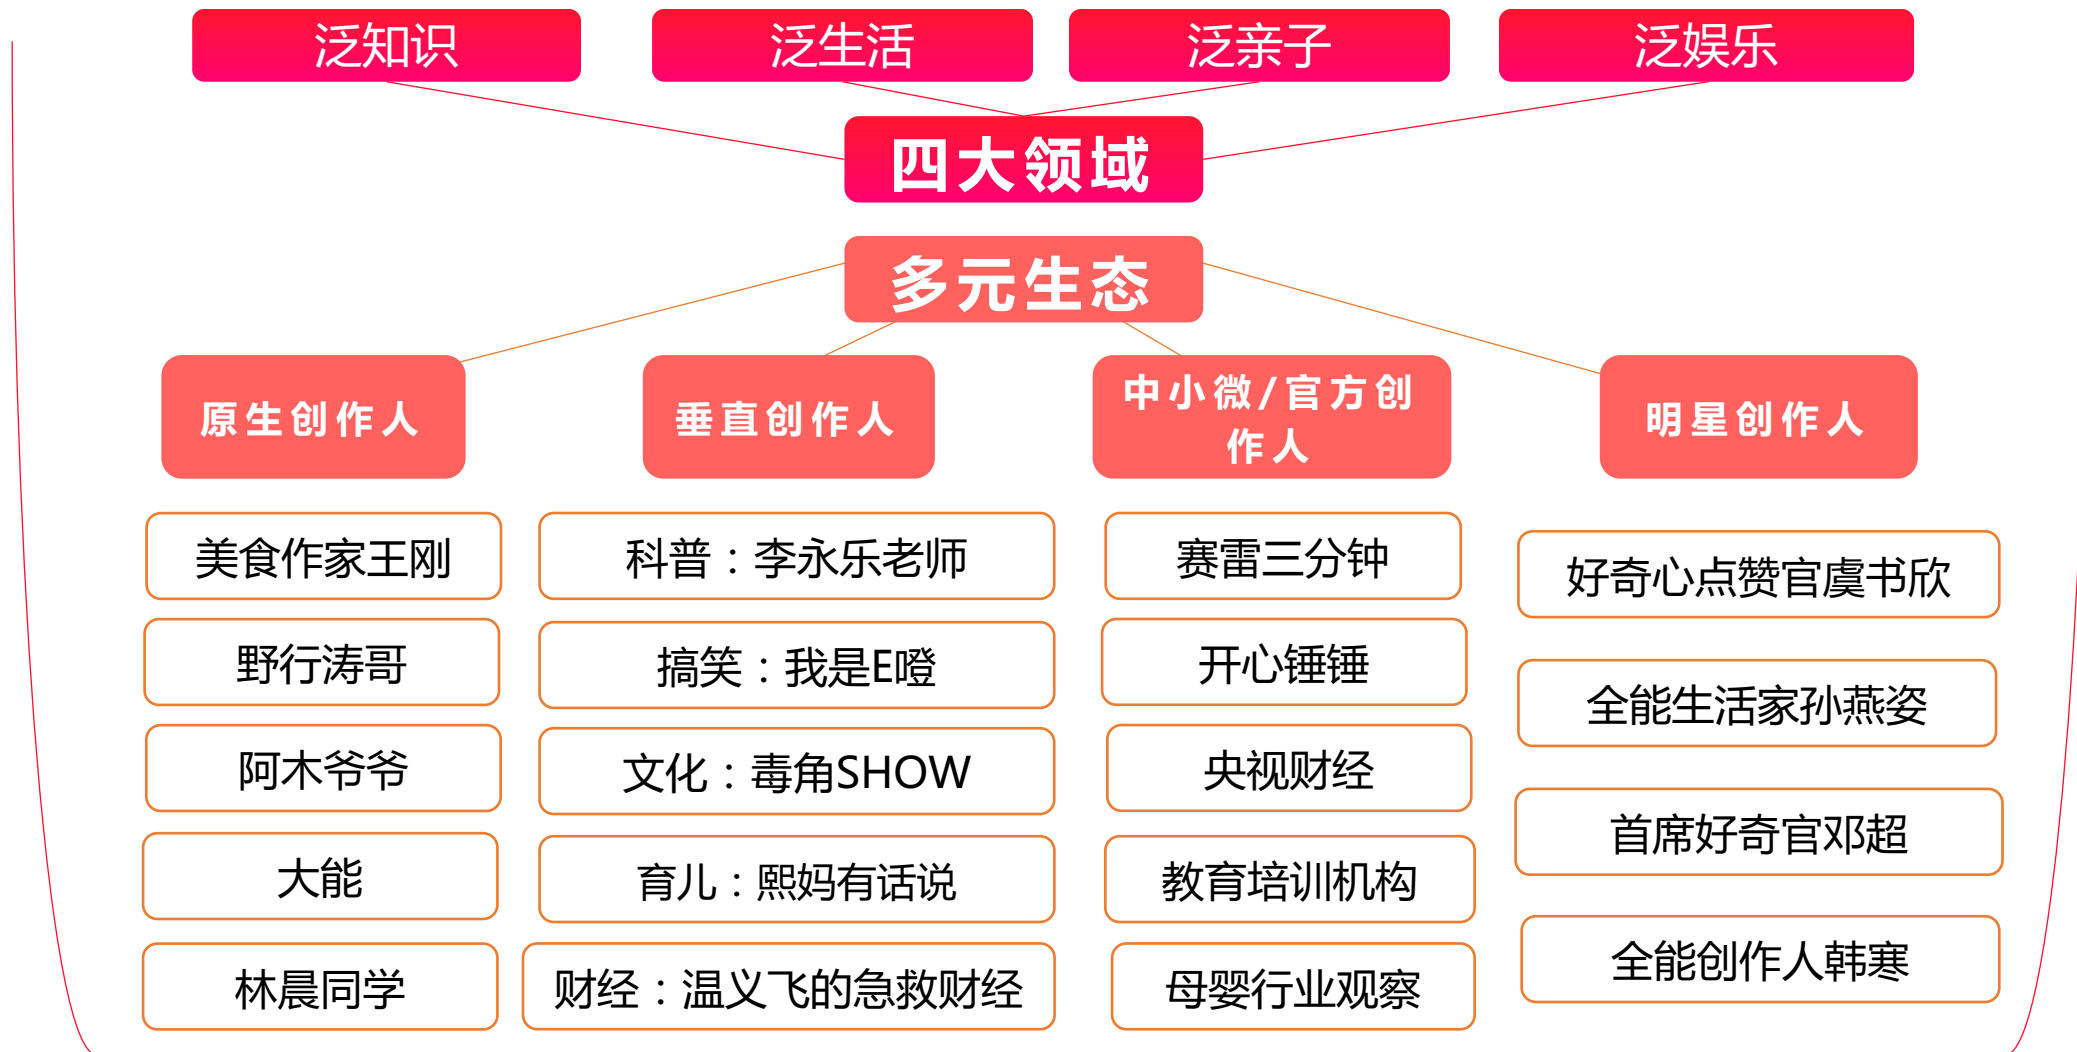 泛知识
泛生活
泛亲子
泛娱乐
四大领域
多元生态
原生创作人
垂直创作人
中小微/官方创
作人
明星创作人
美食作家王刚
野行涛哥
阿木爷爷
大能
林晨同学
科普：李永乐老师
搞笑：我是E噔
文化：毒角SHOW
育儿：熙妈有话说
财经：温义飞的急救财经
赛雷三分钟
开心锤锤
央视财经
教育培训机构
母婴行业观察
好奇心点赞官虞书欣
全能生活家孙燕姿
首席好奇官邓超
全能创作人韩寒